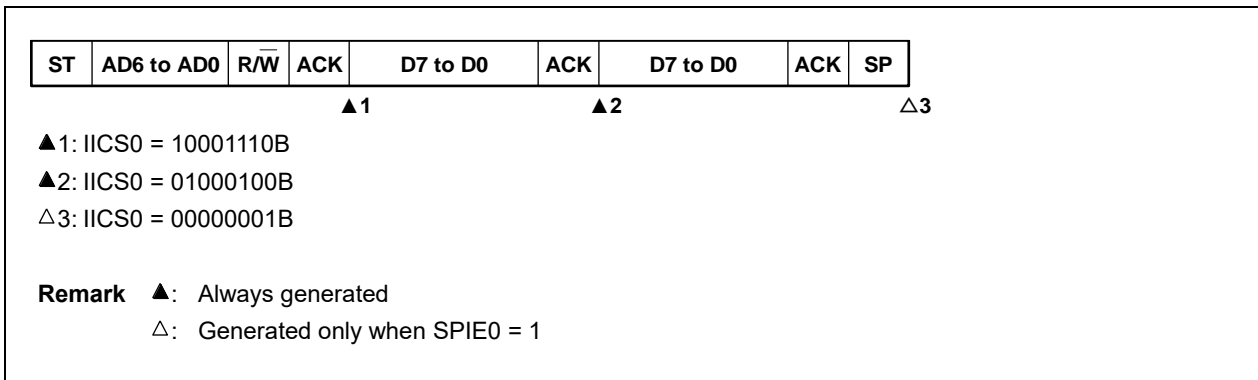 ST AD6 to AD0 R/W̅ ACK D7 to D0 ACK D7 to D0 ACK SP
▲1 ▲2 △3
▲1: IICS0 = 10001110B
▲2: IICS0 = 01000100B
△3: IICS0 = 00000001B
Remark ▲: Always generated
△: Generated only when SPIE0 = 1